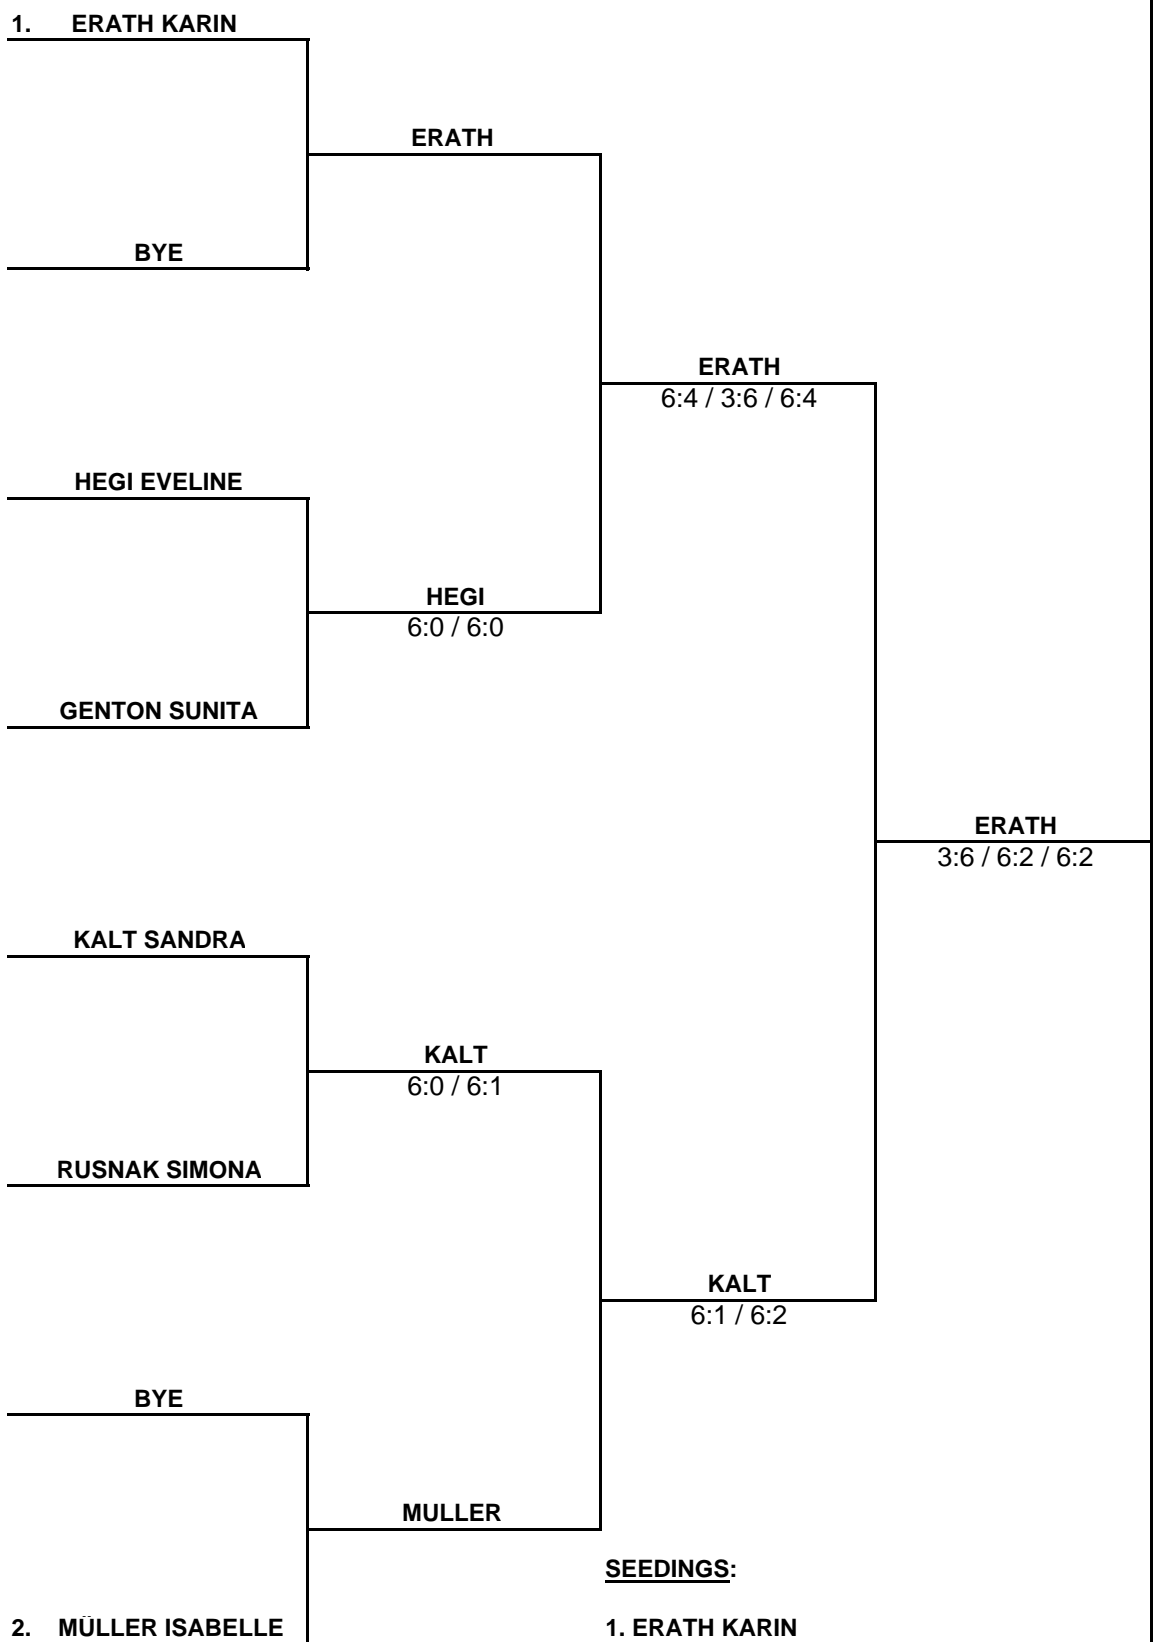 1. ERATH KARIN
ERATH
BYE
ERATH
6:4 / 3:6 / 6:4
HEGI EVELINE
HEGI
6:0 / 6:0
GENTON SUNITA
ERATH
3:6 / 6:2 / 6:2
KALT SANDRA
KALT
6:0 / 6:1
RUSNAK SIMONA
KALT
6:1 / 6:2
BYE
MULLER
SEEDINGS:
2. MÜLLER ISABELLE
1. ERATH KARIN